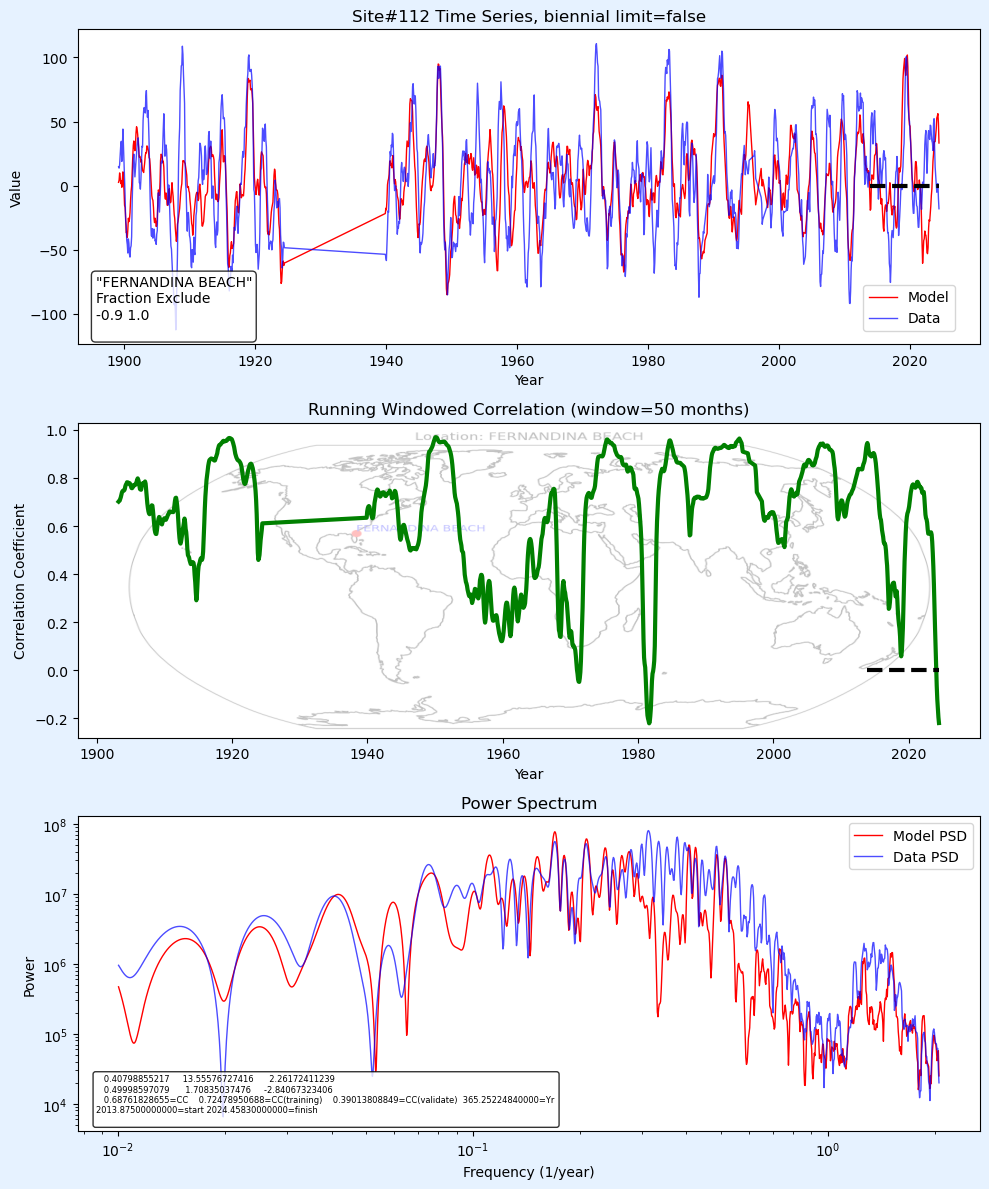 Site#112 Time Series, biennial limit=false
100
50
0
−50
−100
Value
"FERNANDINA BEACH"
Fraction Exclude
-0.9 1.0
Model
Data
1900 1920 1940 1960 1980 2000 2020
Year
Running Windowed Correlation (window=50 months)
Location: FERNANDINA BEACH
FERNANDINA BEACH
1.0
0.8
0.6
0.4
0.2
0.0
−0.2
Correlation Coefficient
1900 1920 1940 1960 1980 2000 2020
Year
Power Spectrum
Model PSD
Data PSD
10^8
10^7
10^6
10^5
10^4
Power
0.40798855217 13.55576727416 2.26172411239
0.49998597079 1.70835037476 -2.84067323406
0.68761828655=CC 0.72478950688=CC(training) 0.39013808849=CC(validate) 365.25224840000=Yr
2013.87500000000=start 2024.45830000000=finish
10^−2 10^−1 10^0
Frequency (1/year)